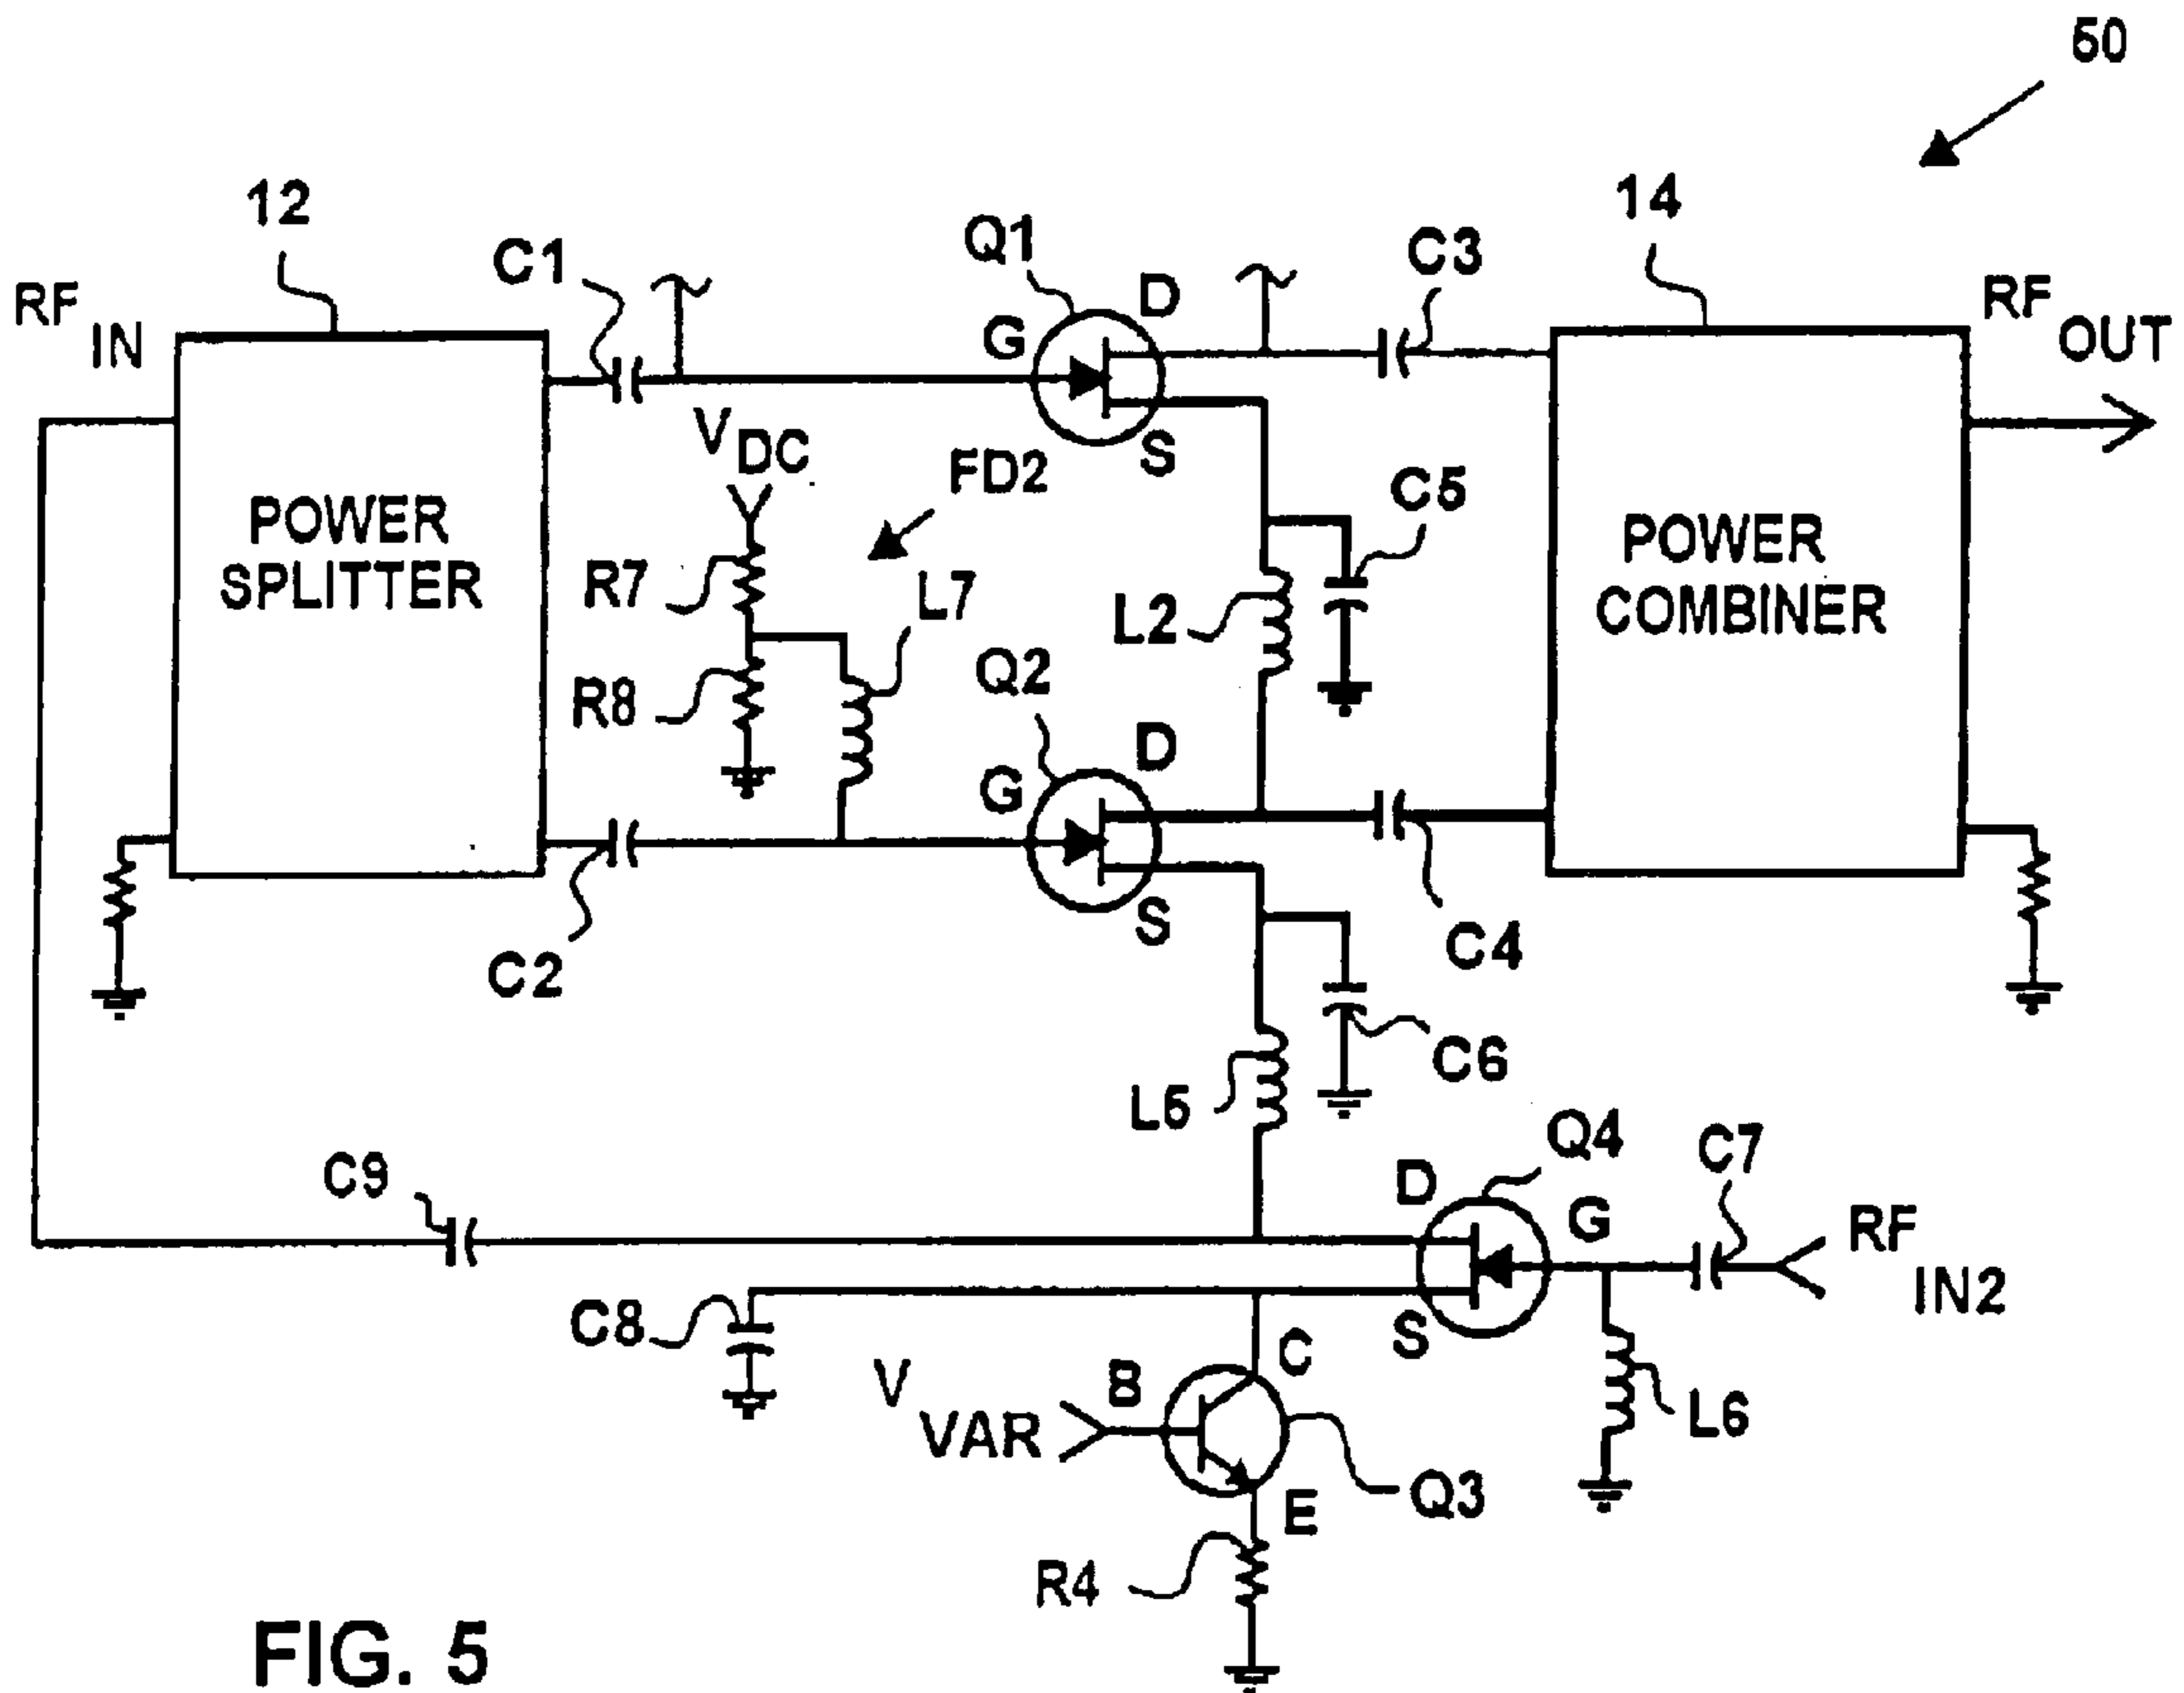 50
12
14
Q1
C1
C3
D
RF IN
RF OUT
G
S
V DC
FD2
C5
POWER SPLITTER
POWER COMBINER
R7
L7
L2
Q2
R8
D
G
S
C2
C4
C6
L5
Q4
C7
C9
D
G
RF IN2
C8
S
C
V VAR
B
L6
Q3
E
R4
FIG. 5